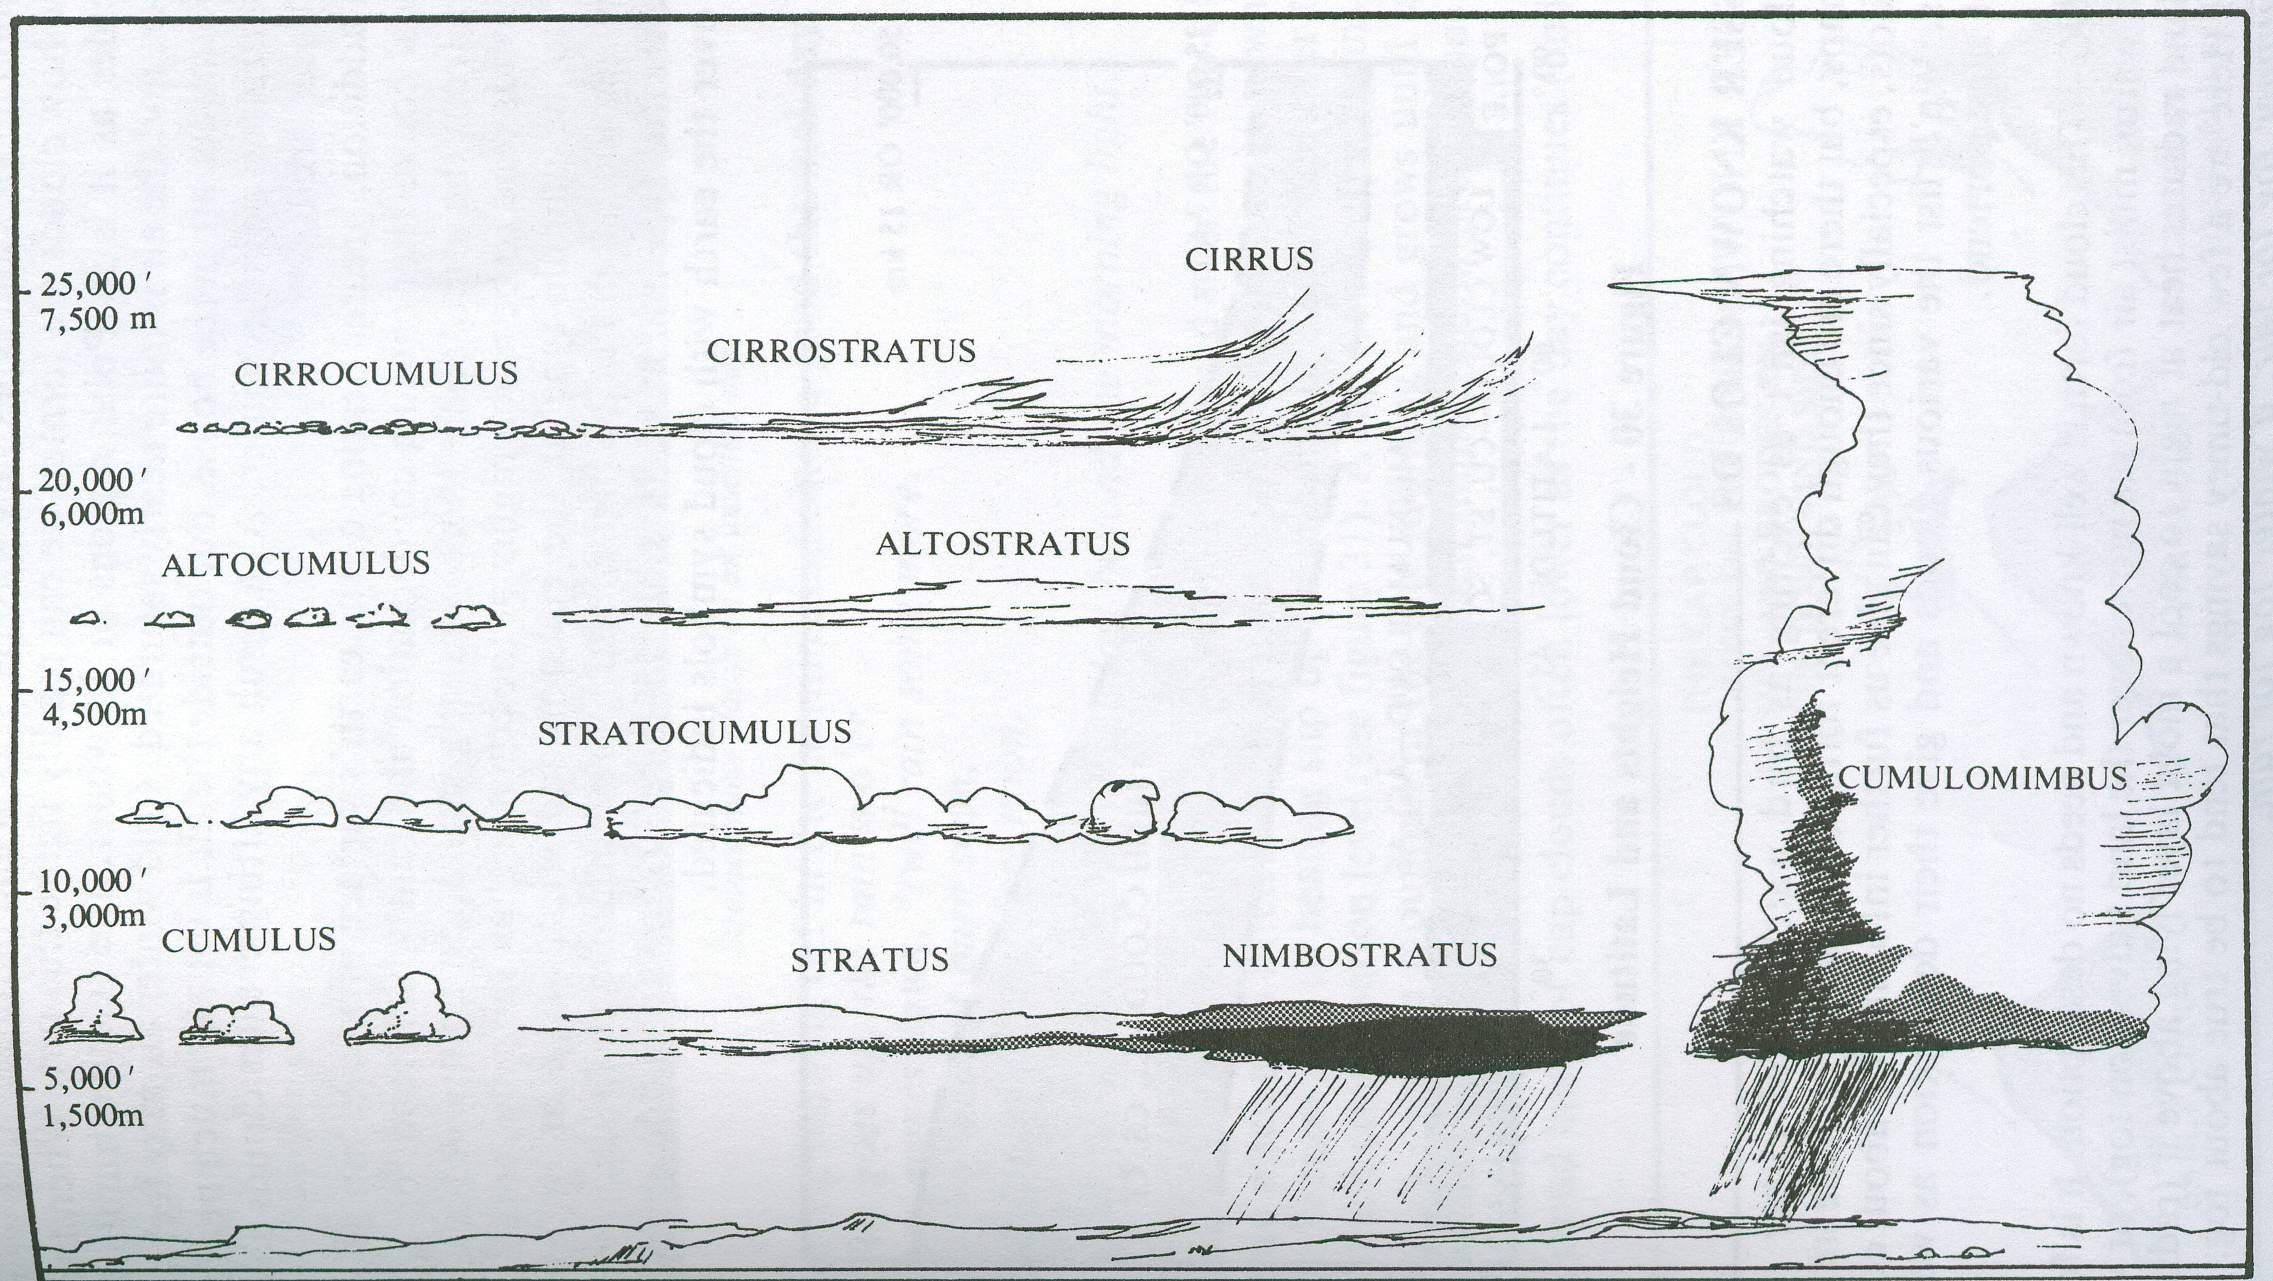 CIRRUS
25,000 ′
7,500 m
CIRROSTRATUS
CIRROCUMULUS
20,000 ′
6,000m
ALTOSTRATUS
ALTOCUMULUS
15,000 ′
4,500m
STRATOCUMULUS
CUMULOMIMBUS
10,000 ′
3,000m
CUMULUS
STRATUS
NIMBOSTRATUS
5,000 ′
1,500m